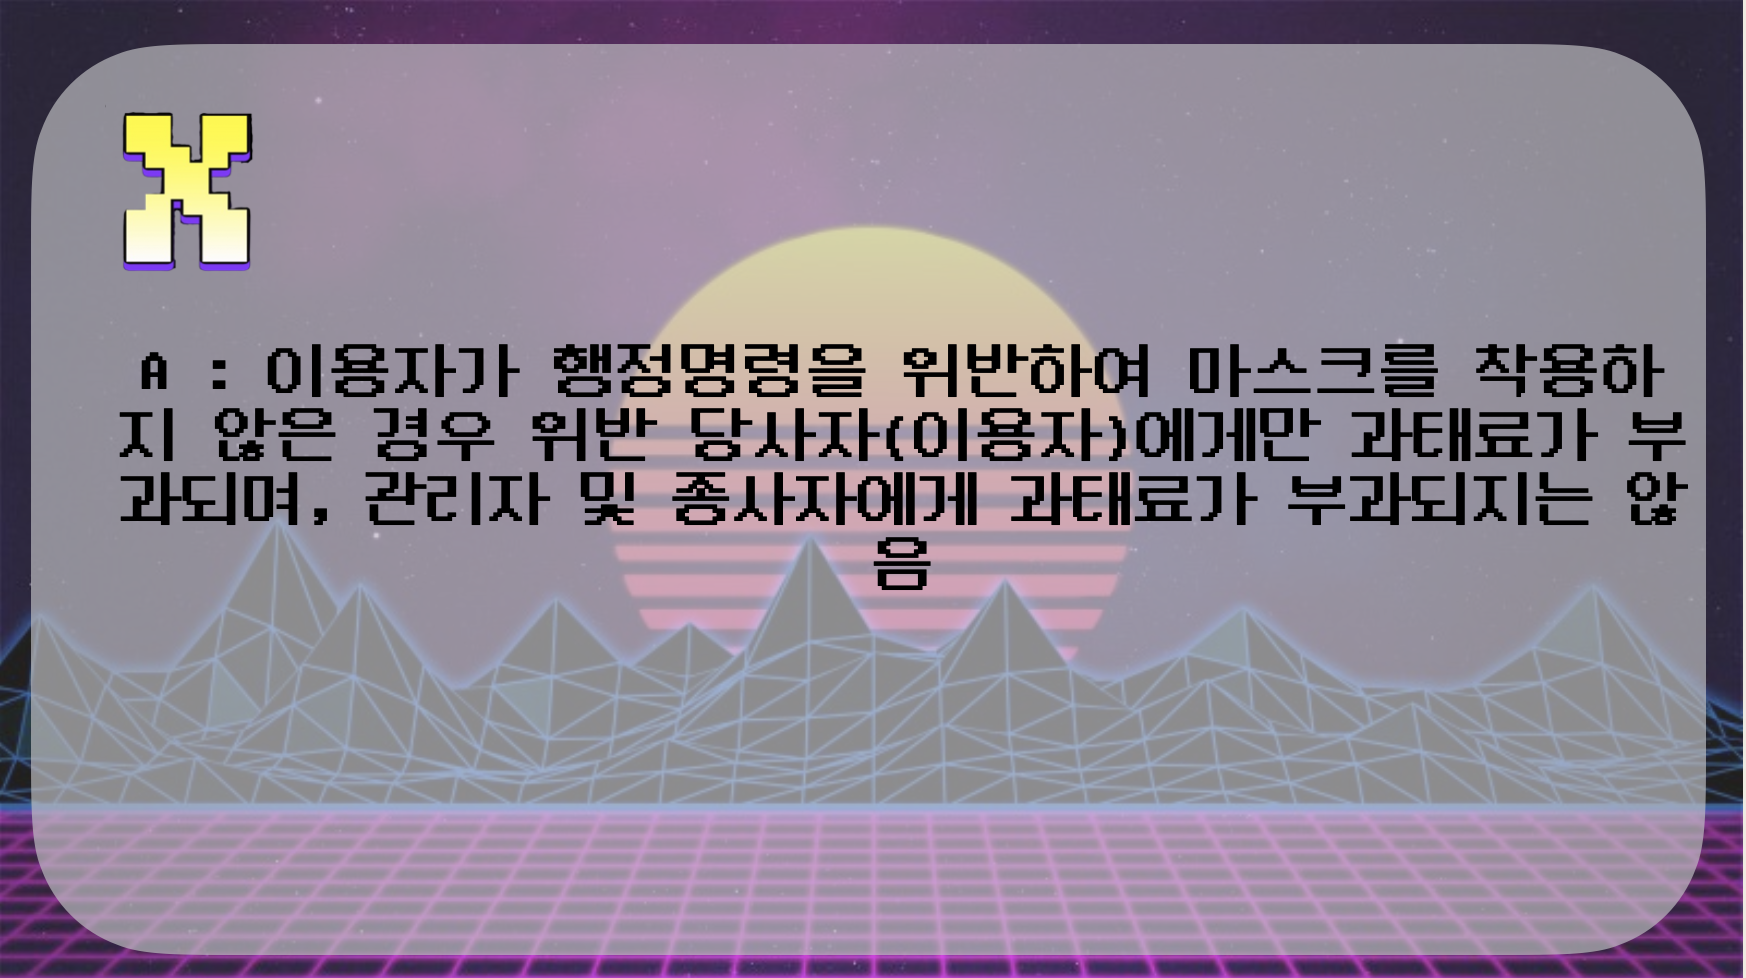 X
A : 이용자가 행정명령을 위반하여 마스크를 착용하
지 않은 경우 위반 당사자(이용자)에게만 과태료가 부
과되며, 관리자 및 종사자에게 과태료가 부과되지는 않
음